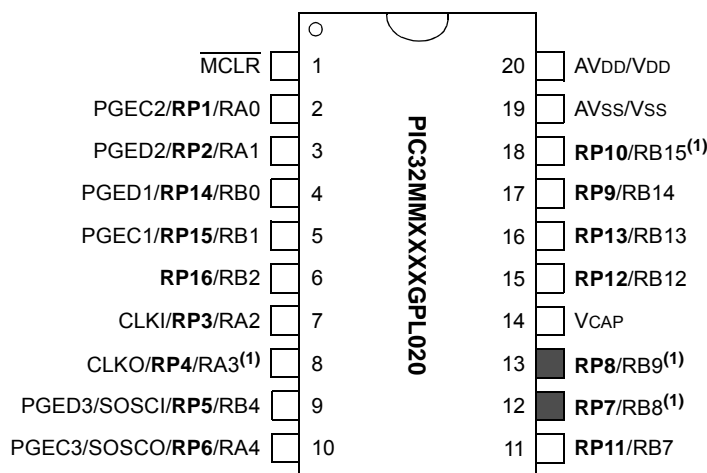 MCLR 1 20 AVDD/VDD
PGEC2/RP1/RA0 2 19 AVSS/VSS
PGED2/RP2/RA1 3 18 RP10/RB15(1)
PGED1/RP14/RB0 4 17 RP9/RB14
PGEC1/RP15/RB1 5 16 RP13/RB13
RP16/RB2 6 15 RP12/RB12
CLKI/RP3/RA2 7 14 VCAP
CLKO/RP4/RA3(1) 8 13 RP8/RB9(1)
PGED3/SOSCI/RP5/RB4 9 12 RP7/RB8(1)
PGEC3/SOSCO/RP6/RA4 10 11 RP11/RB7
PIC32MMXXXXGPL020